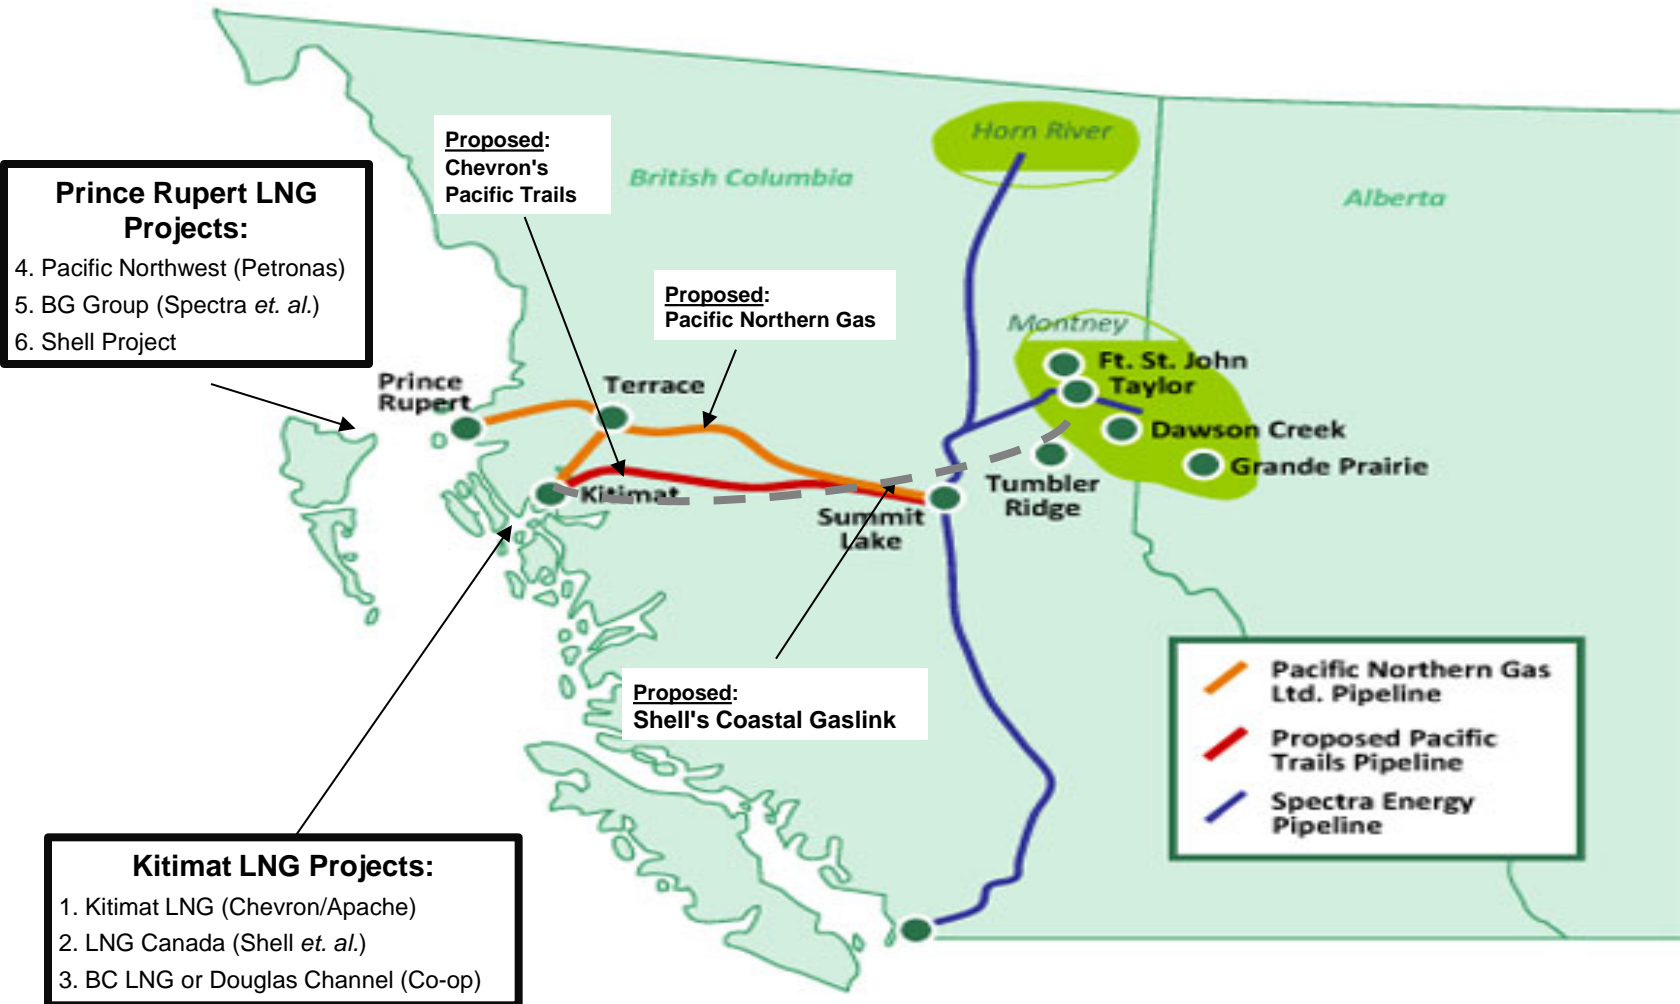 Horn River
Proposed:
Chevron's
Pacific Trails
British Columbia
Alberta
Prince Rupert LNG
Projects:
4. Pacific Northwest (Petronas)
5. BG Group (Spectra et. al.)
6. Shell Project
Proposed:
Pacific Northern Gas
Montney
Ft. St. John
Taylor
Prince
Rupert
Terrace
Dawson Creek
Grande Prairie
Kitimat
Tumbler
Ridge
Summit
Lake
Proposed:
Shell's Coastal Gaslink
Pacific Northern Gas
Ltd. Pipeline
Proposed Pacific
Trails Pipeline
Spectra Energy
Pipeline
Kitimat LNG Projects:
1. Kitimat LNG (Chevron/Apache)
2. LNG Canada (Shell et. al.)
3. BC LNG or Douglas Channel (Co-op)